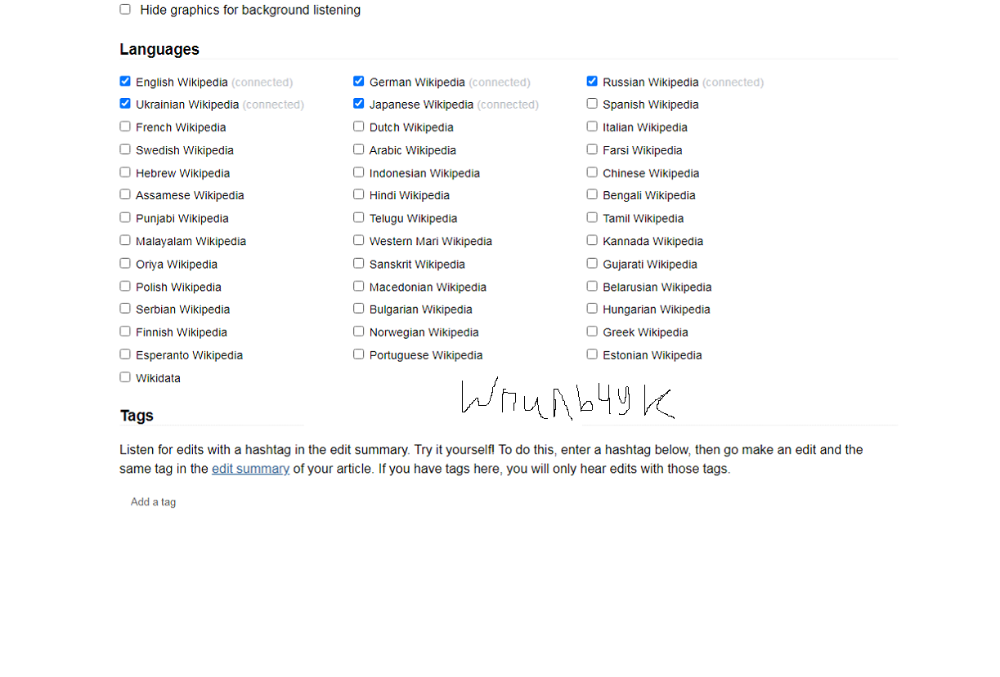 Hide graphics for background listening
Languages
English Wikipedia (connected) German Wikipedia (connected) Russian Wikipedia (connected)
Ukrainian Wikipedia (connected) Japanese Wikipedia (connected) Spanish Wikipedia
French Wikipedia Dutch Wikipedia Italian Wikipedia
Swedish Wikipedia Arabic Wikipedia Farsi Wikipedia
Hebrew Wikipedia Indonesian Wikipedia Chinese Wikipedia
Assamese Wikipedia Hindi Wikipedia Bengali Wikipedia
Punjabi Wikipedia Telugu Wikipedia Tamil Wikipedia
Malayalam Wikipedia Western Mari Wikipedia Kannada Wikipedia
Oriya Wikipedia Sanskrit Wikipedia Gujarati Wikipedia
Polish Wikipedia Macedonian Wikipedia Belarusian Wikipedia
Serbian Wikipedia Bulgarian Wikipedia Hungarian Wikipedia
Finnish Wikipedia Norwegian Wikipedia Greek Wikipedia
Esperanto Wikipedia Portuguese Wikipedia Estonian Wikipedia
Wikidata
Tags
Listen for edits with a hashtag in the edit summary. Try it yourself! To do this, enter a hashtag below, then go make an edit and the
same tag in the edit summary of your article. If you have tags here, you will only hear edits with those tags.
Add a tag